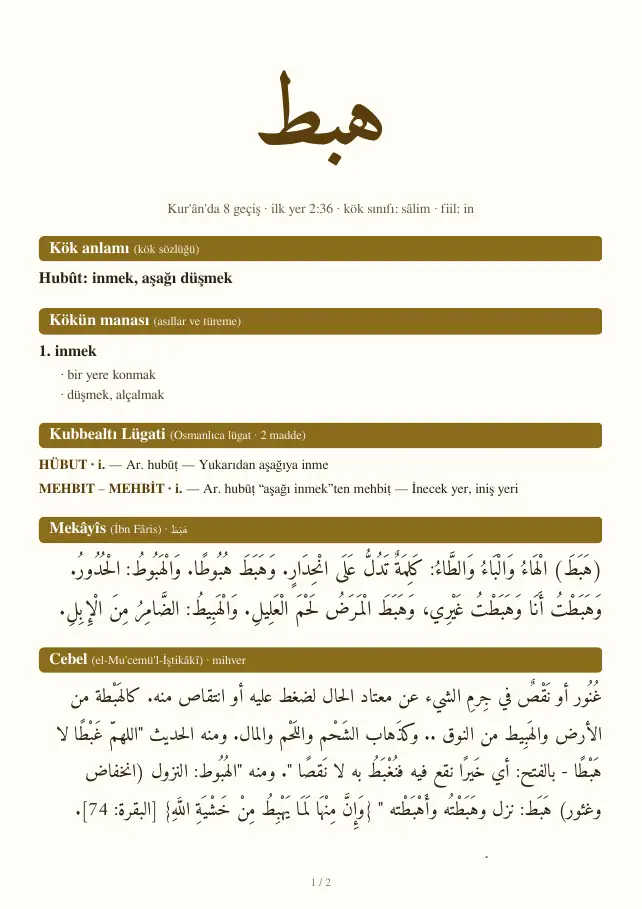 هبط
Kur'ân'da 8 geçiş · ilk yer 2:36 · kök sınıfı: sâlim · fiil: in
Kök anlamı (kök sözlüğü)
Hubût: inmek, aşağı düşmek
Kökün manası (asıllar ve türeme)
1. inmek
· bir yere konmak
· düşmek, alçalmak
Kubbealtı Lügati (Osmanlıca lügat · 2 madde)
HÜBUT · i. — Ar. hubūṭ — Yukarıdan aşağıya inme
MEHBIT – MEHBİT · i. — Ar. hubūṭ “aşağı inmek”ten mehbiṭ — İnecek yer, iniş yeri
Mekâyîs (İbn Fâris) · هَبَطَ
(هَبَطَ) الْهَاءُ وَالْبَاءُ وَالطَّاءُ: كَلِمَةٌ تَدُلُّ عَلَى انْحِدَارٍ. وَهَبَطَ هُبُوطًا. وَالْهَبُوطُ: الْحُدُورُ.
وَهَبَطْتُ أَنَا وَهَبَطْتُ غَيْرِي، وَهَبَطَ الْمَرَضُ لَحْمَ الْعَلِيلِ. وَالْهَبِيطُ: الضَّامِرُ مِنَ الْإِبِلِ.
Cebel (el-Mu'cemü'l-İştikâkî) · mihver
غُئُور أو نَقْصٌ في جِرمِ الشيء عن معتاد الحال لضغط عليه أو انتقاص منه. كالهَبْطة من
الأرض والهَبِيط من النوق .. وكذَهاب الشَحْم واللَحْم والمال. ومنه الحديث "اللهمّ غَبْطًا لا
هَبْطًا - بالفتح: أي خَيرًا نقع فيه فنُغْبَطُ به لا نَقصًا ". ومنه "الهُبُوط: النزول (انخفاض
وغئور) هَبَط: نزل وهَبَطْتُه وأَهْبَطْته " {وَإِنَّ مِنْهَا لَمَا يَهْبِطُ مِنْ خَشْيَةِ اللَّهِ} [البقرة: 74].
1 / 2